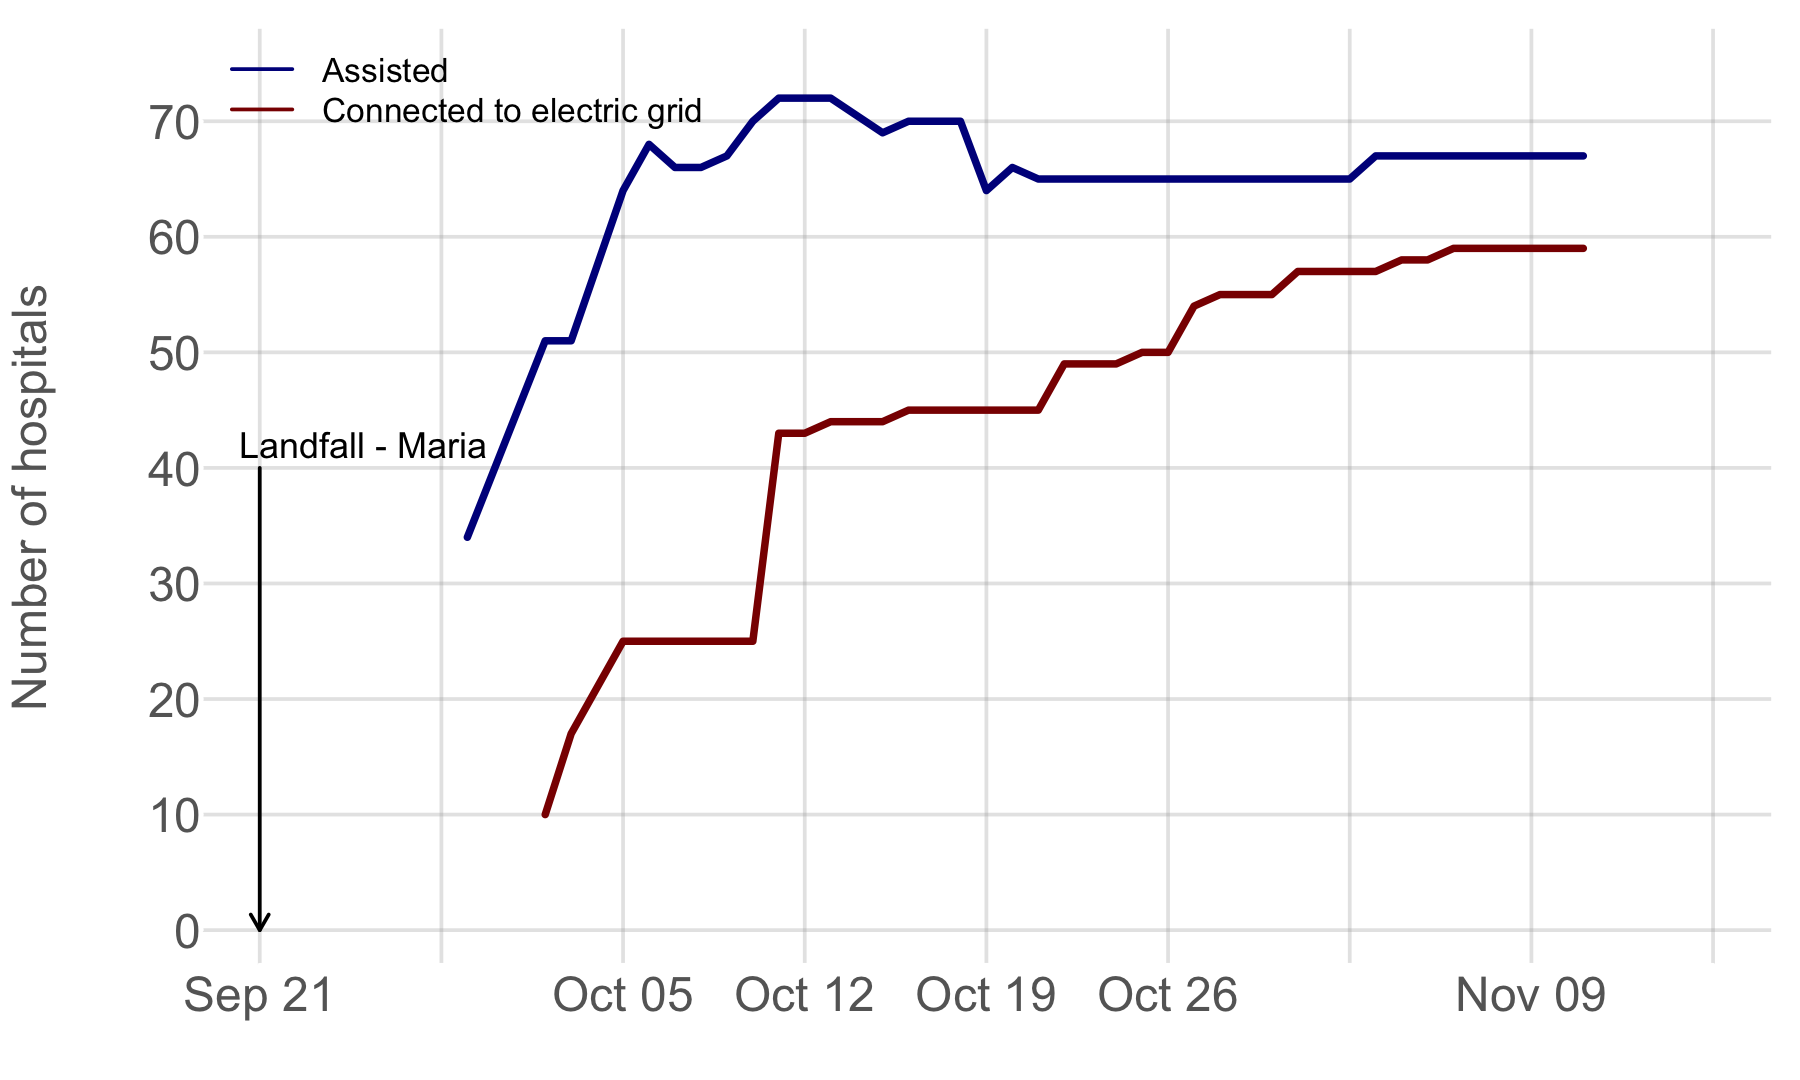 Assisted
Connected to electric grid
70
60
50
40
30
20
10
0
Number of hospitals
Landfall - Maria
Sep 21
Oct 05
Oct 12
Oct 19
Oct 26
Nov 09